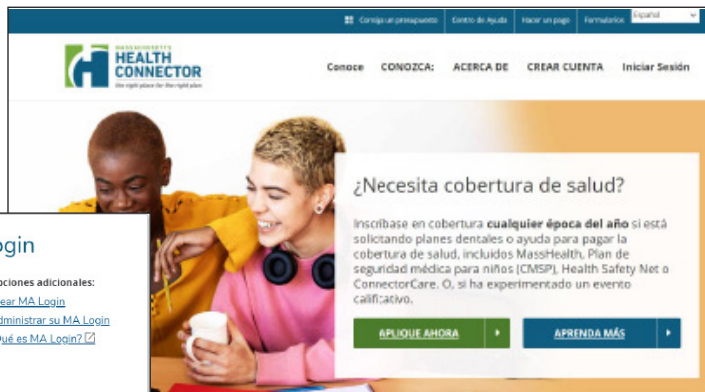 Consiga un presupuesto Centro de Ayuda Hacer un pago Formularios Español
MASSACHUSETTS
HEALTH
CONNECTOR
the right place for the right plan
Conoce CONOZCA: ACERCA DE CREAR CUENTA Iniciar Sesión
¿Necesita cobertura de salud?
Inscríbase en cobertura cualquier época del año si está
solicitando planes dentales o ayuda para pagar la
cobertura de salud, incluidos MassHealth, Plan de
seguridad médica para niños (CMSP), Health Safety Net o
ConnectorCare. O, si ha experimentado un evento
calificativo.
APLIQUE AHORA
APRENDA MÁS
ogin
pciones adicionales:
ear MA Login
dministrar su MA Login
ué es MA Login?